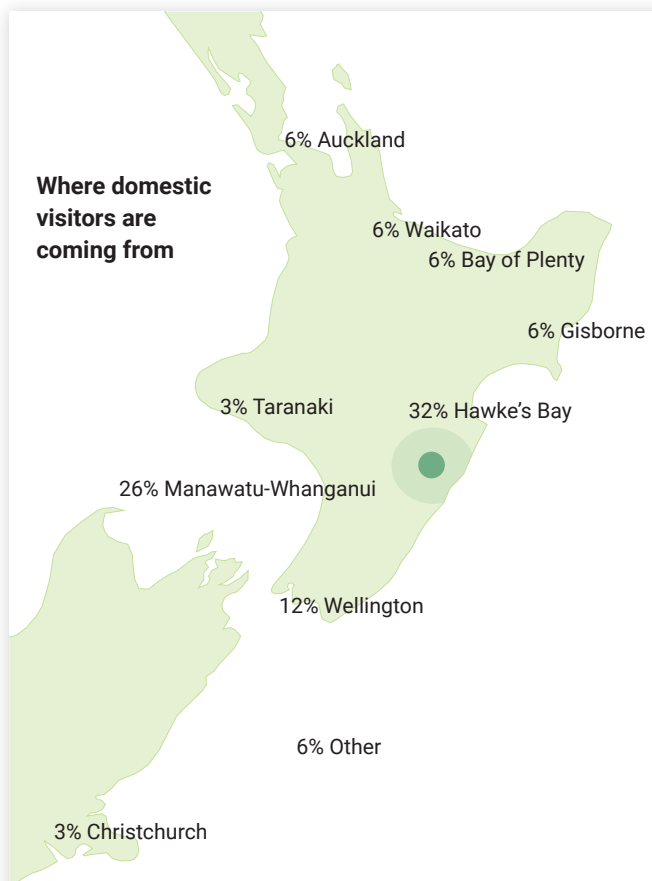 6% Auckland
Where domestic
visitors are
coming from
6% Waikato
6% Bay of Plenty
6% Gisborne
3% Taranaki
32% Hawke’s Bay
26% Manawatu-Whanganui
12% Wellington
6% Other
3% Christchurch